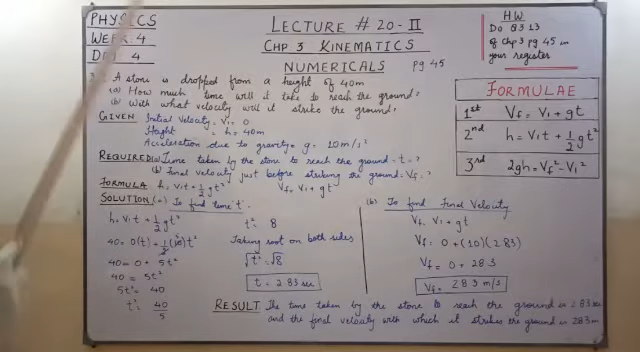 PHYSICS
WEEK. 4
DAY 4
LECTURE # 20-II
CHP 3 KINEMATICS
NUMERICALS pg 45
H.W
Do Q3.13
of Chp 3 pg 45 in
your register
A stone is dropped from a height of 40m
(a) How much time will it take to reach the ground?
(b) With what velocity will it strike the ground?
GIVEN Initial Velocity = Vi = 0
Height = h = 40m
Acceleration due to gravity = g = 10m/s²
REQUIRED (a) Time taken by the stone to reach the ground = t = ?
(b) Final velocity just before striking the ground = Vf = ?
FORMULA h = Vit + 1/2 gt² Vf = Vi + gt
FORMULAE
1st Vf = Vi + gt
2nd h = Vit + 1/2 gt²
3rd 2gh = Vf² - Vi²
SOLUTION (a) To find time 't'.
h = Vit + 1/2 gt²
40 = 0(t) + 1/2 (10)t²
40 = 0 + 5t²
40 = 5t²
5t² = 40
t² = 40/5
t² = 8
Taking root on both sides
√t² = √8
t = 2.83 sec
(b) To find Final Velocity
Vf = Vi + gt
Vf = 0 + (10)(2.83)
Vf = 0 + 28.3
Vf = 28.3 m/s
RESULT The time taken by the stone to reach the ground is 2.83 sec
and the final velocity with which it strikes the ground is 28.3 m